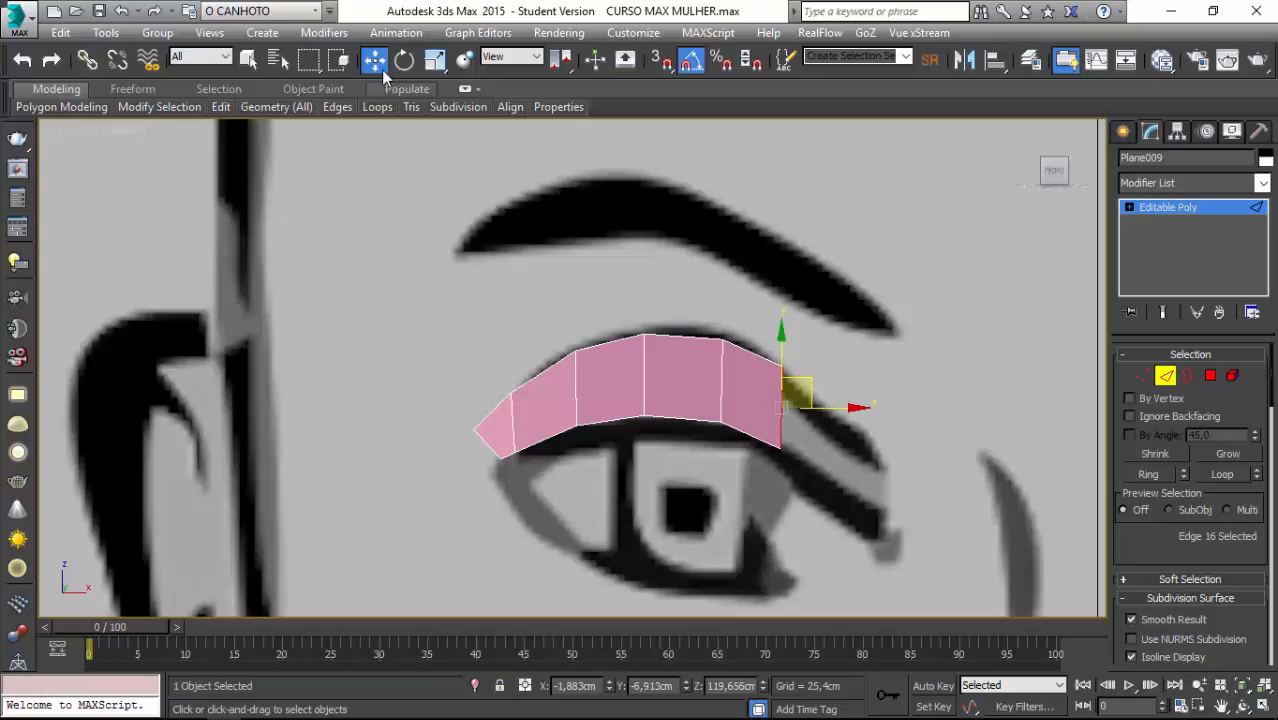 MAX
O CANHOTO
Autodesk 3ds Max 2015 - Student Version CURSO MAX MULHER.max
Type a keyword or phrase
Edit Tools Group Views Create Modifiers Animation Graph Editors Rendering Customize MAXScript Help RealFlow GoZ Vue xStream
All View 3 Create Selection Se SR
Modeling Freeform Selection Object Paint Populate
Polygon Modeling Modify Selection Edit Geometry (All) Edges Loops Tris Subdivision Align Properties
FRONT
Plane009
Modifier List
Editable Poly
Selection
By Vertex
Ignore Backfacing
By Angle: 45,0
Shrink Grow
Ring Loop
Preview Selection
Off SubObj Multi
Edge 16 Selected
Soft Selection
Subdivision Surface
Smooth Result
Use NURMS Subdivision
Isoline Display
y
x
z
x
0 / 100
0 5 10 15 20 25 30 35 40 45 50 55 60 65 70 75 80 85 90 95 100
1 Object Selected X: -1,883cm Y: -6,913cm Z: 119,656cm Grid = 25,4cm Auto Key Selected
Welcome to MAXScript. Click or click-and-drag to select objects Add Time Tag Set Key Key Filters... 0